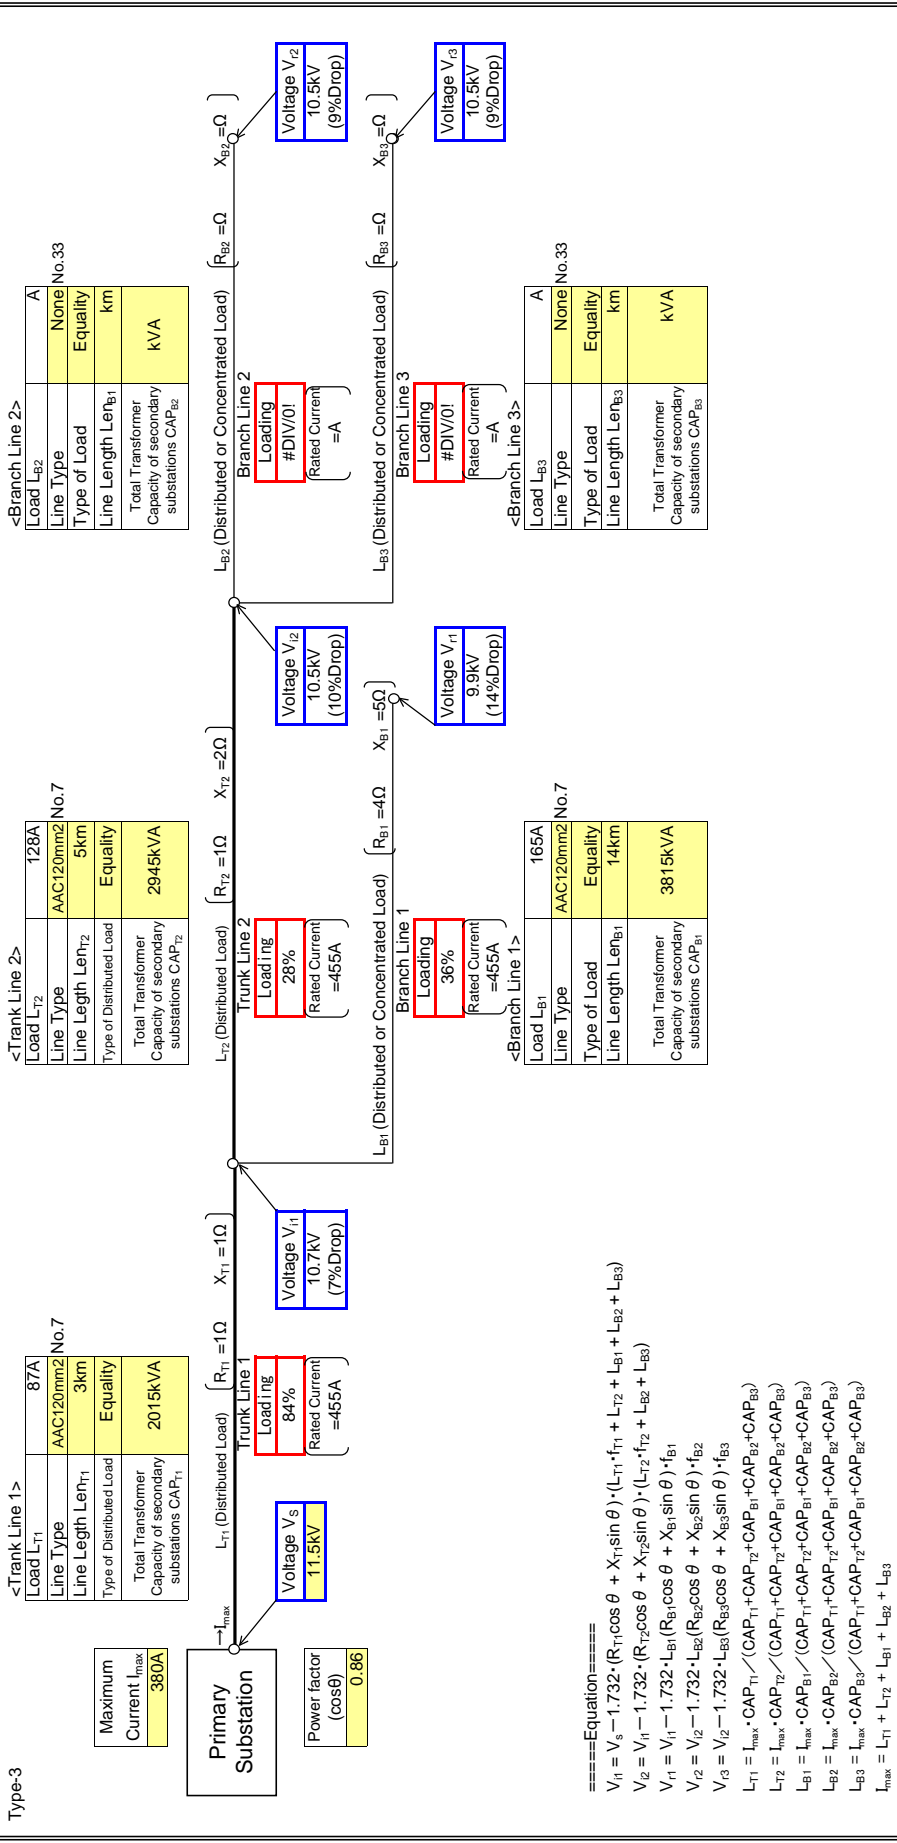 Type-3
Maximum
Current Imax
380A
Primary
Substation
Power factor
(cosθ)
0.86
→Imax
Voltage VS
11.5kV
<Trank Line 1>
Load LT1 87A
Line Type AAC120mm2 No.7
Line Legth LenT1 3km
Type of Distributed Load Equality
Total Transformer
Capacity of secondary
substations CAPT1
2015kVA
LT1 (Distributed Load) RT1 =1Ω XT1 =1Ω
Trunk Line 1
Loading
84%
Rated Current
=455A
Voltage Vi1
10.7kV
(7%Drop)
<Trank Line 2>
Load LT2 128A
Line Type AAC120mm2 No.7
Line Legth LenT2 5km
Type of Distributed Load Equality
Total Transformer
Capacity of secondary
substations CAPT2
2945kVA
LT2 (Distributed Load) RT2 =1Ω XT2 =2Ω
Trunk Line 2
Loading
28%
Rated Current
=455A
Voltage Vi2
10.5kV
(10%Drop)
LB1 (Distributed or Concentrated Load) RB1 =4Ω XB1 =5Ω
Branch Line 1
Loading
36%
Rated Current
=455A
Voltage Vr1
9.9kV
(14%Drop)
<Branch Line 1>
Load LB1 165A
Line Type AAC120mm2 No.7
Type of Load Equality
Line Length LenB1 14km
Total Transformer
Capacity of secondary
substations CAPB1
3815kVA
<Branch Line 2>
Load LB2 A
Line Type None No.33
Type of Load Equality
Line Length LenB1 km
Total Transformer
Capacity of secondary
substations CAPB2
kVA
LB2 (Distributed or Concentrated Load) RB2 =Ω XB2 =Ω
Branch Line 2
Loading
#DIV/0!
Rated Current
=A
Voltage Vr2
10.5kV
(9%Drop)
LB3 (Distributed or Concentrated Load) RB3 =Ω XB3 =Ω
Branch Line 3
Loading
#DIV/0!
Rated Current
=A
Voltage Vr3
10.5kV
(9%Drop)
<Branch Line 3>
Load LB3 A
Line Type None No.33
Type of Load Equality
Line Length LenB3 km
Total Transformer
Capacity of secondary
substations CAPB3
kVA
=====Equation=====
Vi1 = Vs－1.732・(RT1cos θ + XT1sin θ)・(LT1・fT1 + LT2 + LB1 + LB2 + LB3)
Vi2 = Vi1－1.732・(RT2cos θ + XT2sin θ)・(LT2・fT2 + LB2 + LB3)
Vr1 = Vi1－1.732・LB1(RB1cos θ + XB1sin θ)・fB1
Vr2 = Vi2－1.732・LB2(RB2cos θ + XB2sin θ)・fB2
Vr3 = Vi2－1.732・LB3(RB3cos θ + XB3sin θ)・fB3
LT1 = Imax・CAPT1／(CAPT1+CAPT2+CAPB1+CAPB2+CAPB3)
LT2 = Imax・CAPT2／(CAPT1+CAPT2+CAPB1+CAPB2+CAPB3)
LB1 = Imax・CAPB1／(CAPT1+CAPT2+CAPB1+CAPB2+CAPB3)
LB2 = Imax・CAPB2／(CAPT1+CAPT2+CAPB1+CAPB2+CAPB3)
LB3 = Imax・CAPB3／(CAPT1+CAPT2+CAPB1+CAPB2+CAPB3)
Imax = LT1 + LT2 + LB1 + LB2 + LB3